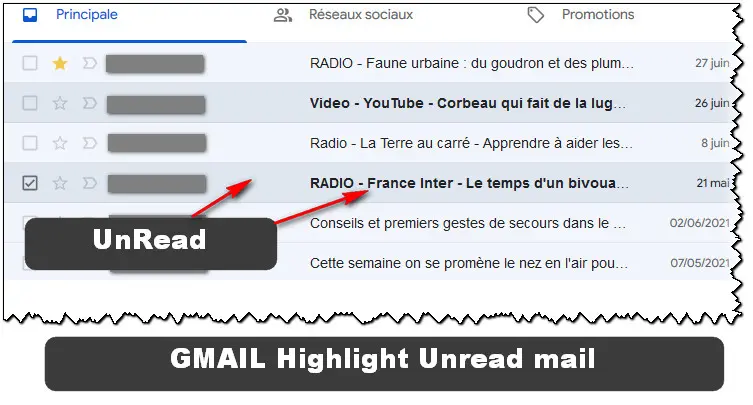 Principale Réseaux sociaux Promotions
RADIO - Faune urbaine : du goudron et des plum… 27 juin
Video - YouTube - Corbeau qui fait de la lug… 26 juin
Radio - La Terre au carré - Apprendre à aider les… 8 juin
RADIO - France Inter - Le temps d'un bivoua… 21 mai
UnRead
Conseils et premiers gestes de secours dans le … 02/06/2021
Cette semaine on se promène le nez en l'air pou… 07/05/2021
GMAIL Highlight Unread mail